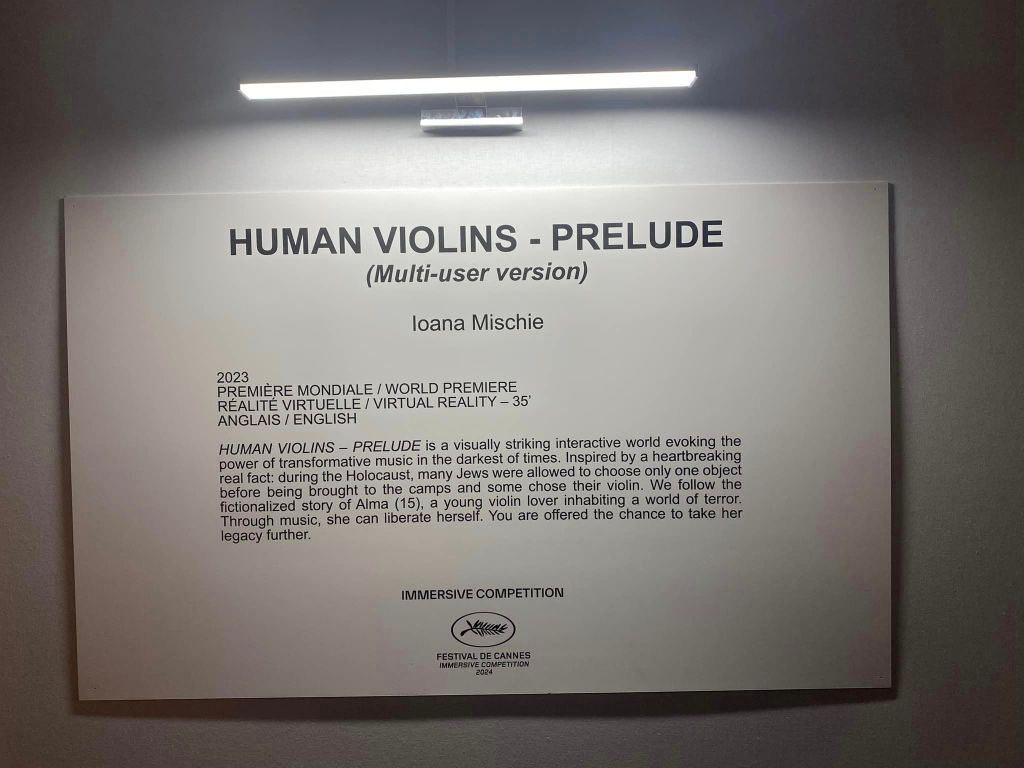 HUMAN VIOLINS - PRELUDE
(Multi-user version)
Ioana Mischie
2023
PREMIÈRE MONDIALE / WORLD PREMIERE
RÉALITÉ VIRTUELLE / VIRTUAL REALITY – 35’
ANGLAIS / ENGLISH
HUMAN VIOLINS – PRELUDE is a visually striking interactive world evoking the
power of transformative music in the darkest of times. Inspired by a heartbreaking
real fact: during the Holocaust, many Jews were allowed to choose only one object
before being brought to the camps and some chose their violin. We follow the
fictionalized story of Alma (15), a young violin lover inhabiting a world of terror.
Through music, she can liberate herself. You are offered the chance to take her
legacy further.
IMMERSIVE COMPETITION
FESTIVAL DE CANNES
IMMERSIVE COMPETITION
2024